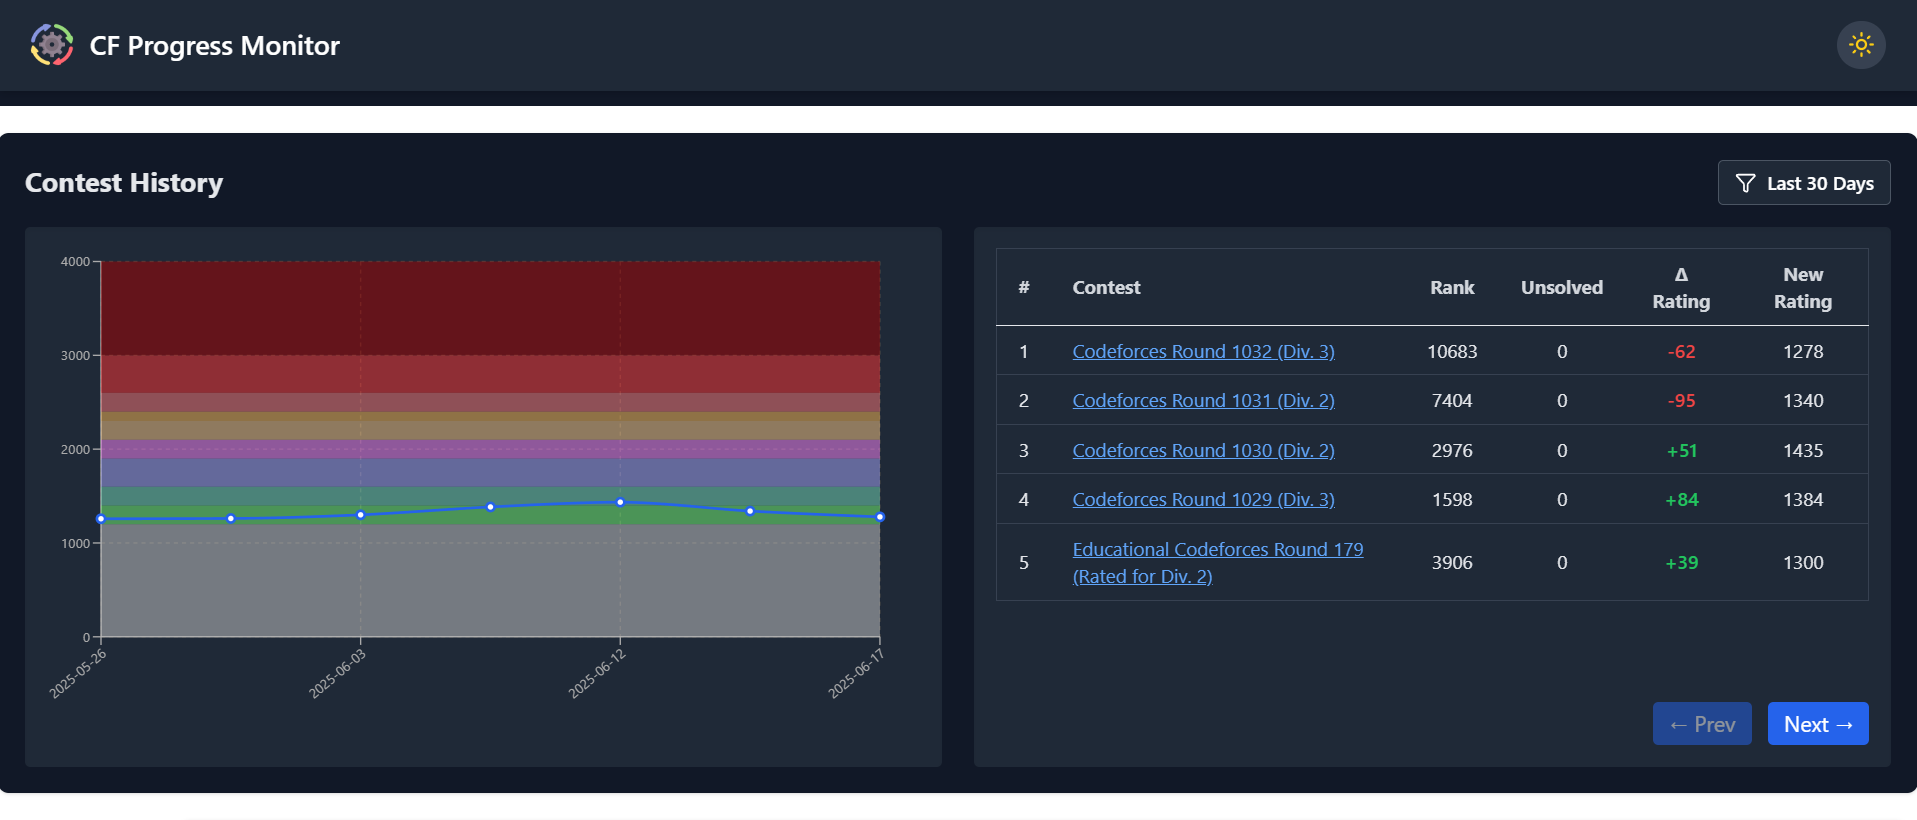 CF Progress Monitor
Contest History
Last 30 Days
4000
3000
2000
1000
0
2025-05-26
2025-06-03
2025-06-12
2025-06-17
# Contest Rank Unsolved Δ Rating New Rating
1 Codeforces Round 1032 (Div. 3) 10683 0 -62 1278
2 Codeforces Round 1031 (Div. 2) 7404 0 -95 1340
3 Codeforces Round 1030 (Div. 2) 2976 0 +51 1435
4 Codeforces Round 1029 (Div. 3) 1598 0 +84 1384
5 Educational Codeforces Round 179 (Rated for Div. 2) 3906 0 +39 1300
← Prev
Next →